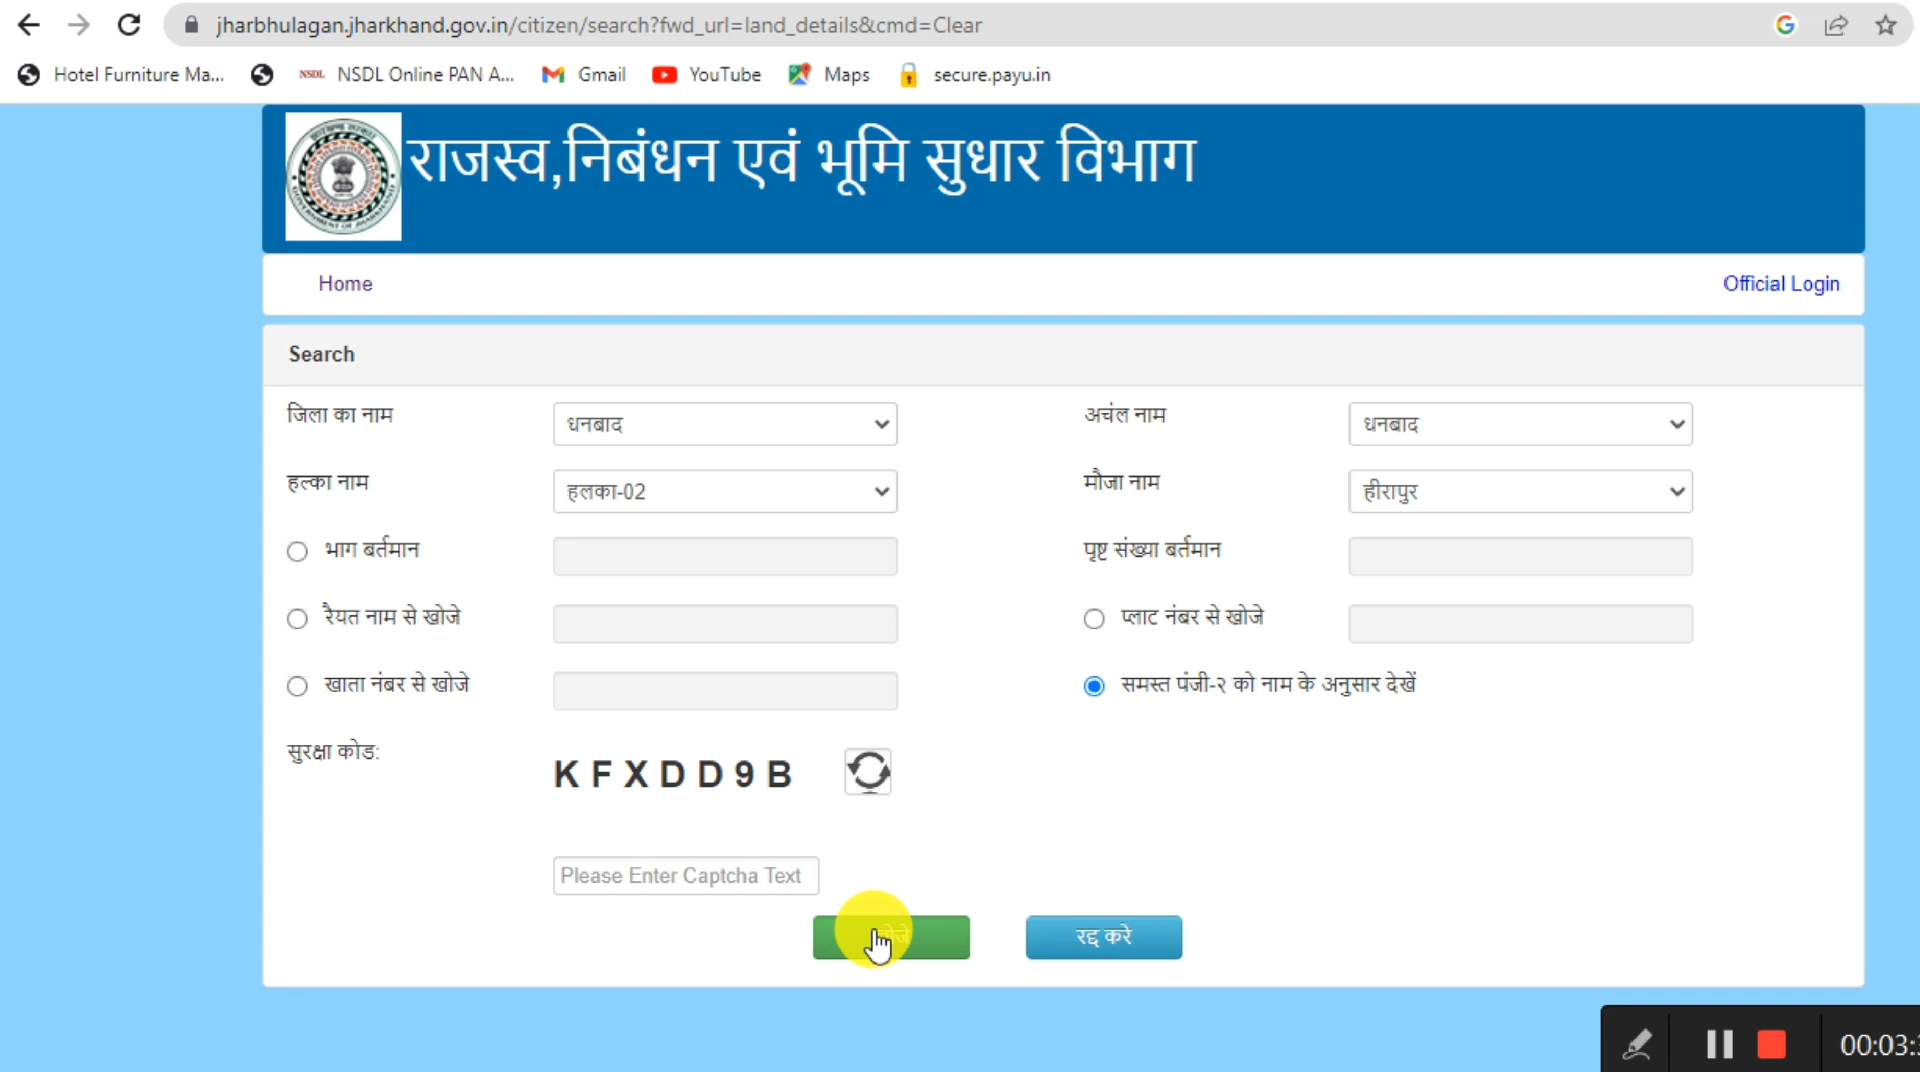 jharbhulagan.jharkhand.gov.in/citizen/search?fwd_url=land_details&cmd=Clear
Hotel Furniture Ma... NSDL NSDL Online PAN A... Gmail YouTube Maps secure.payu.in
राजस्व,निबंधन एवं भूमि सुधार विभाग
Home Official Login
Search
जिला का नाम धनबाद अचंल नाम धनबाद
हल्का नाम हलका-02 मौजा नाम हीरापुर
भाग बर्तमान पृष्ट संख्या बर्तमान
रैयत नाम से खोजे प्लाट नंबर से खोजे
खाता नंबर से खोजे समस्त पंजी-२ को नाम के अनुसार देखें
सुरक्षा कोड:
K F X D D 9 B
Please Enter Captcha Text
रद्द करे
00:03: